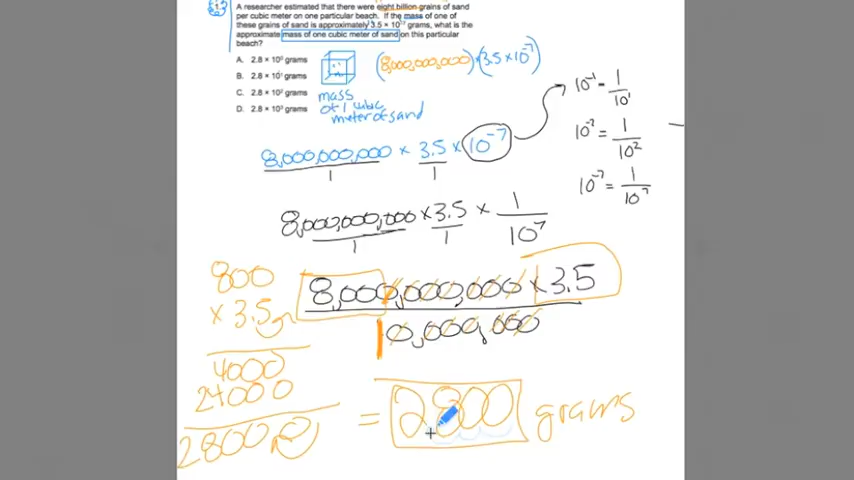 A researcher estimated that there were eight billion grains of sand
per cubic meter on one particular beach. If the mass of one of
these grains of sand is approximately 3.5 × 10⁻⁷ grams, what is the
approximate mass of one cubic meter of sand on this particular
beach?
A. 2.8 × 10⁰ grams
B. 2.8 × 10¹ grams
C. 2.8 × 10² grams
D. 2.8 × 10³ grams
(8,000,000,000) × (3.5 × 10⁻⁷)
mass
of 1 cubic
meter of sand
10⁻¹ = 1/10¹
10⁻² = 1/10²
10⁻⁷ = 1/10⁷
8,000,000,000/1 × 3.5/1 × 10⁻⁷
8,000,000,000/1 × 3.5/1 × 1/10⁷
8,000,000,000 × 3.5
10,000,000
800
× 3.5
4000
24000
28000
= 2800 grams